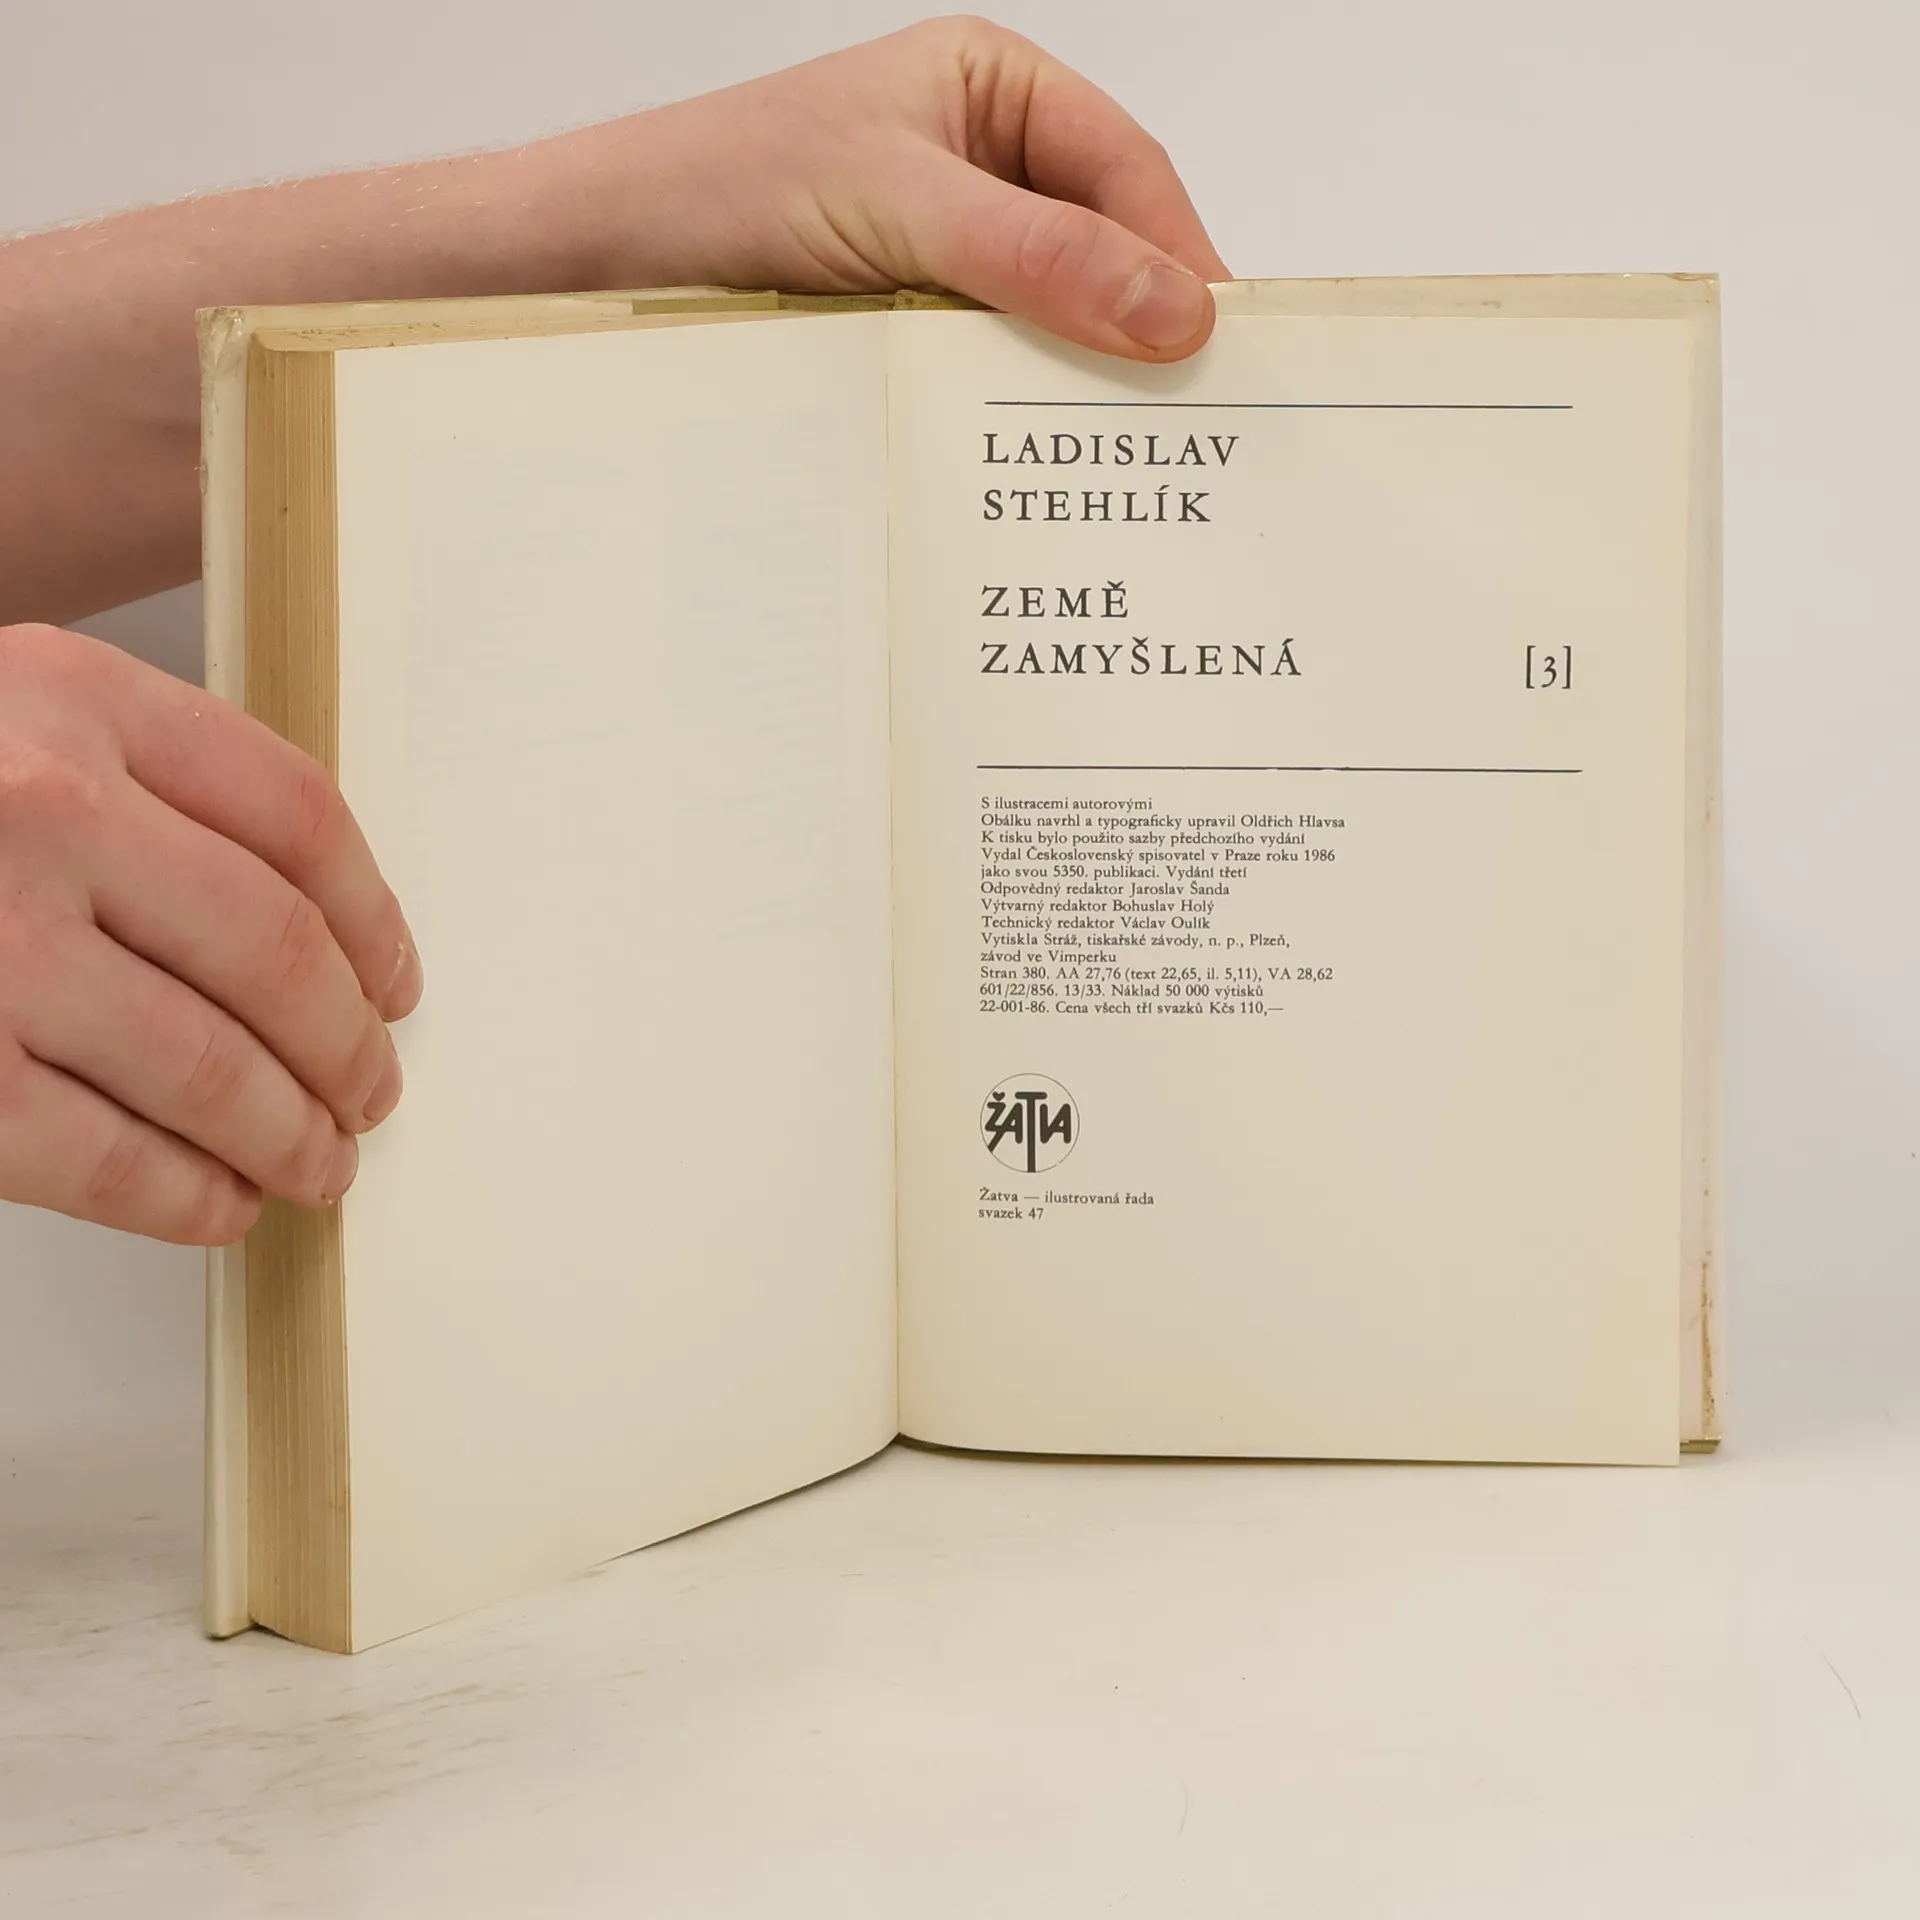 LADISLAV
STEHLÍK
ZEMĚ
ZAMYŠLENÁ [3]
S ilustracemi autorovými
Obálku navrhl a typograficky upravil Oldřich Hlavsa
K tisku bylo použito sazby předchozího vydání
Vydal Československý spisovatel v Praze roku 1986
jako svou 5350. publikaci. Vydání třetí
Odpovědný redaktor Jaroslav Šanda
Výtvarný redaktor Bohuslav Holý
Technický redaktor Václav Oulík
Vytiskla Stráž, tiskařské závody, n. p., Plzeň,
závod ve Vimperku
Stran 380. AA 27,76 (text 22,65, il. 5,11), VA 28,62
601/22/856. 13/33. Náklad 50 000 výtisků
22-001-86. Cena všech tří svazků Kčs 110,—
ŽATVA
Žatva — ilustrovaná řada
svazek 47